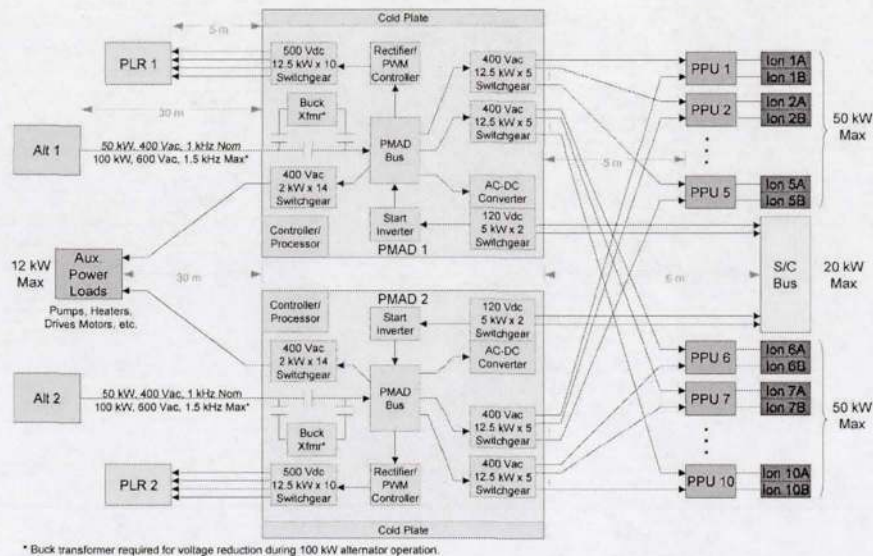 Cold Plate
5 m
PLR 1
500 Vdc
12.5 kW x 10
Switchgear
Rectifier/
PWM
Controller
400 Vac
12.5 kW x 5
Switchgear
PPU 1
Ion 1A
Ion 1B
30 m
Buck
Xfmr*
400 Vac
12.5 kW x 5
Switchgear
PPU 2
Ion 2A
Ion 2B
50 kW
Max
Alt 1
50 kW, 400 Vac, 1 kHz Nom
100 kW, 600 Vac, 1.5 kHz Max*
PMAD
Bus
5 m
400 Vac
2 kW x 14
Switchgear
AC-DC
Converter
PPU 5
Ion 5A
Ion 5B
Controller/
Processor
Start
Inverter
120 Vdc
5 kW x 2
Switchgear
PMAD 1
12 kW
Max
Aux.
Power
Loads
30 m
S/C
Bus
20 kW
Max
Pumps, Heaters,
Drives Motors, etc.
PMAD 2
Controller/
Processor
Start
Inverter
120 Vdc
5 kW x 2
Switchgear
400 Vac
2 kW x 14
Switchgear
AC-DC
Converter
PPU 6
Ion 6A
Ion 6B
Alt 2
50 kW, 400 Vac, 1 kHz Nom
100 kW, 600 Vac, 1.5 kHz Max*
PMAD
Bus
PPU 7
Ion 7A
Ion 7B
50 kW
Max
Buck
Xfmr*
400 Vac
12.5 kW x 5
Switchgear
PLR 2
500 Vdc
12.5 kW x 10
Switchgear
Rectifier/
PWM
Controller
400 Vac
12.5 kW x 5
Switchgear
PPU 10
Ion 10A
Ion 10B
Cold Plate
* Buck transformer required for voltage reduction during 100 kW alternator operation.